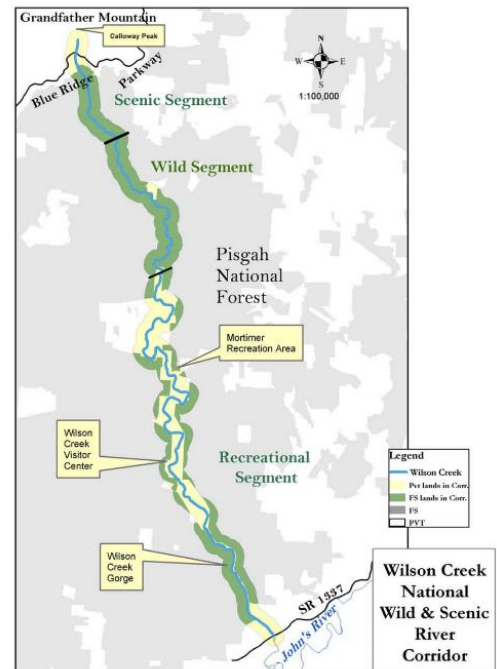 Grandfather Mountain
Calloway Peak
Blue Ridge Parkway
Scenic Segment
N
W E
S
1:100,000
Wild Segment
Pisgah
National
Forest
Mortimer
Recreation Area
Wilson
Creek
Visitor
Center
Recreational
Segment
Legend
Wilson Creek
Pvt lands in Corr.
FS lands in Corr.
FS
PVT
Wilson
Creek
Gorge
SR 1337
John's River
Wilson Creek
National
Wild & Scenic
River
Corridor